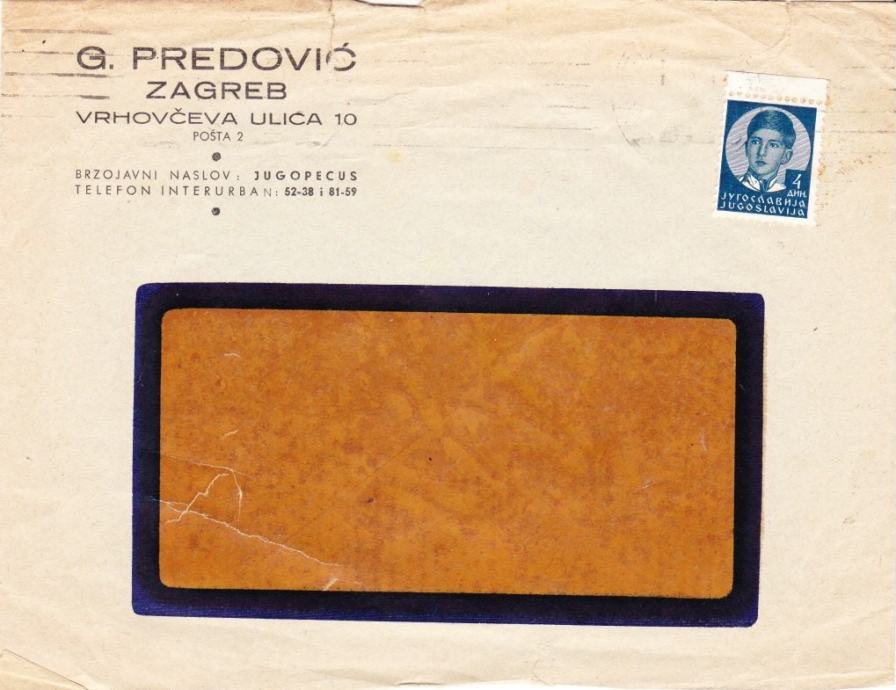 G. PREDOVIĆ
ZAGREB
VRHOVČEVA ULICA 10
POŠTA 2
BRZOJAVNI NASLOV: JUGOPECUS
TELEFON INTERURBAN: 52-38 i 81-59
4
ДИН.
ЈУГОСЛАВИЈА
JUGOSLAVIJA